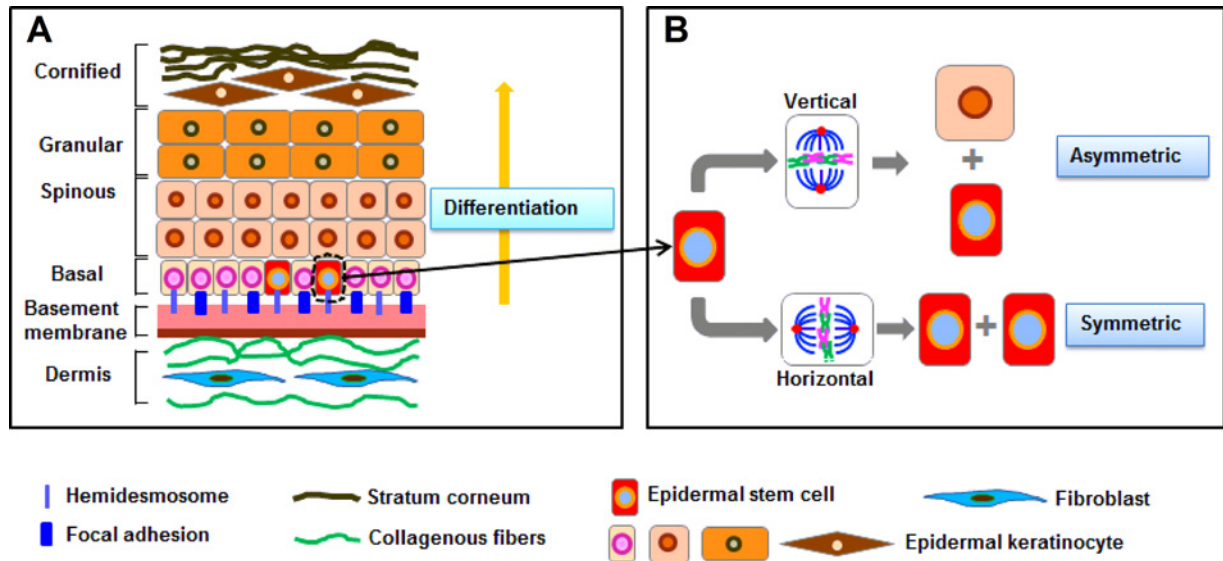 A
Cornified
Granular
Spinous
Basal
Basement
membrane
Dermis
Differentiation
B
Vertical
Asymmetric
Horizontal
Symmetric
Hemidesmosome
Focal adhesion
Stratum corneum
Collagenous fibers
Epidermal stem cell
Fibroblast
Epidermal keratinocyte